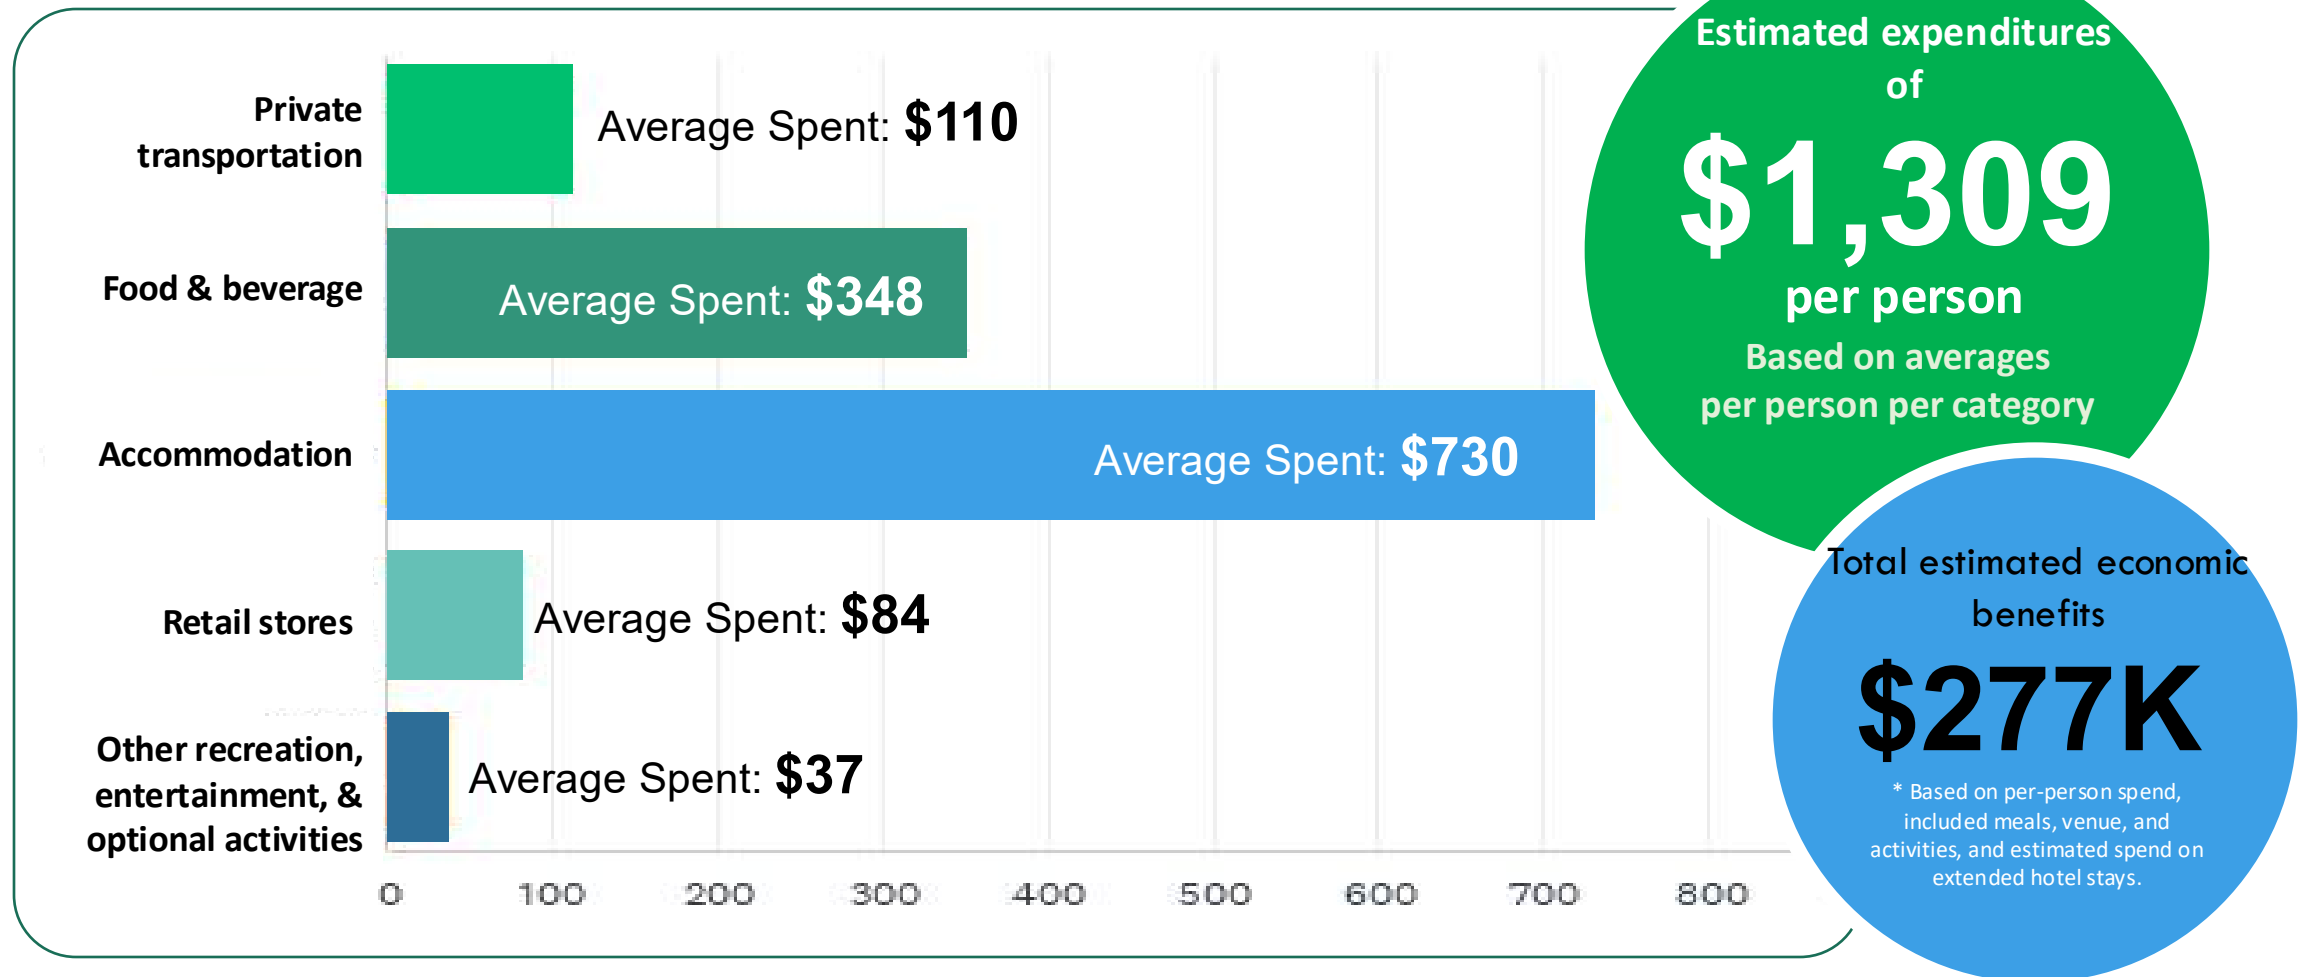 Private
transportation
Average Spent: $110
Food & beverage
Average Spent: $348
Accommodation
Average Spent: $730
Retail stores
Average Spent: $84
Other recreation,
entertainment, &
optional activities
Average Spent: $37
0 100 200 300 400 500 600 700 800
Estimated expenditures
of
$1,309
per person
Based on averages
per person per category
Total estimated economic
benefits
$277K
* Based on per-person spend,
included meals, venue, and
activities, and estimated spend on
extended hotel stays.